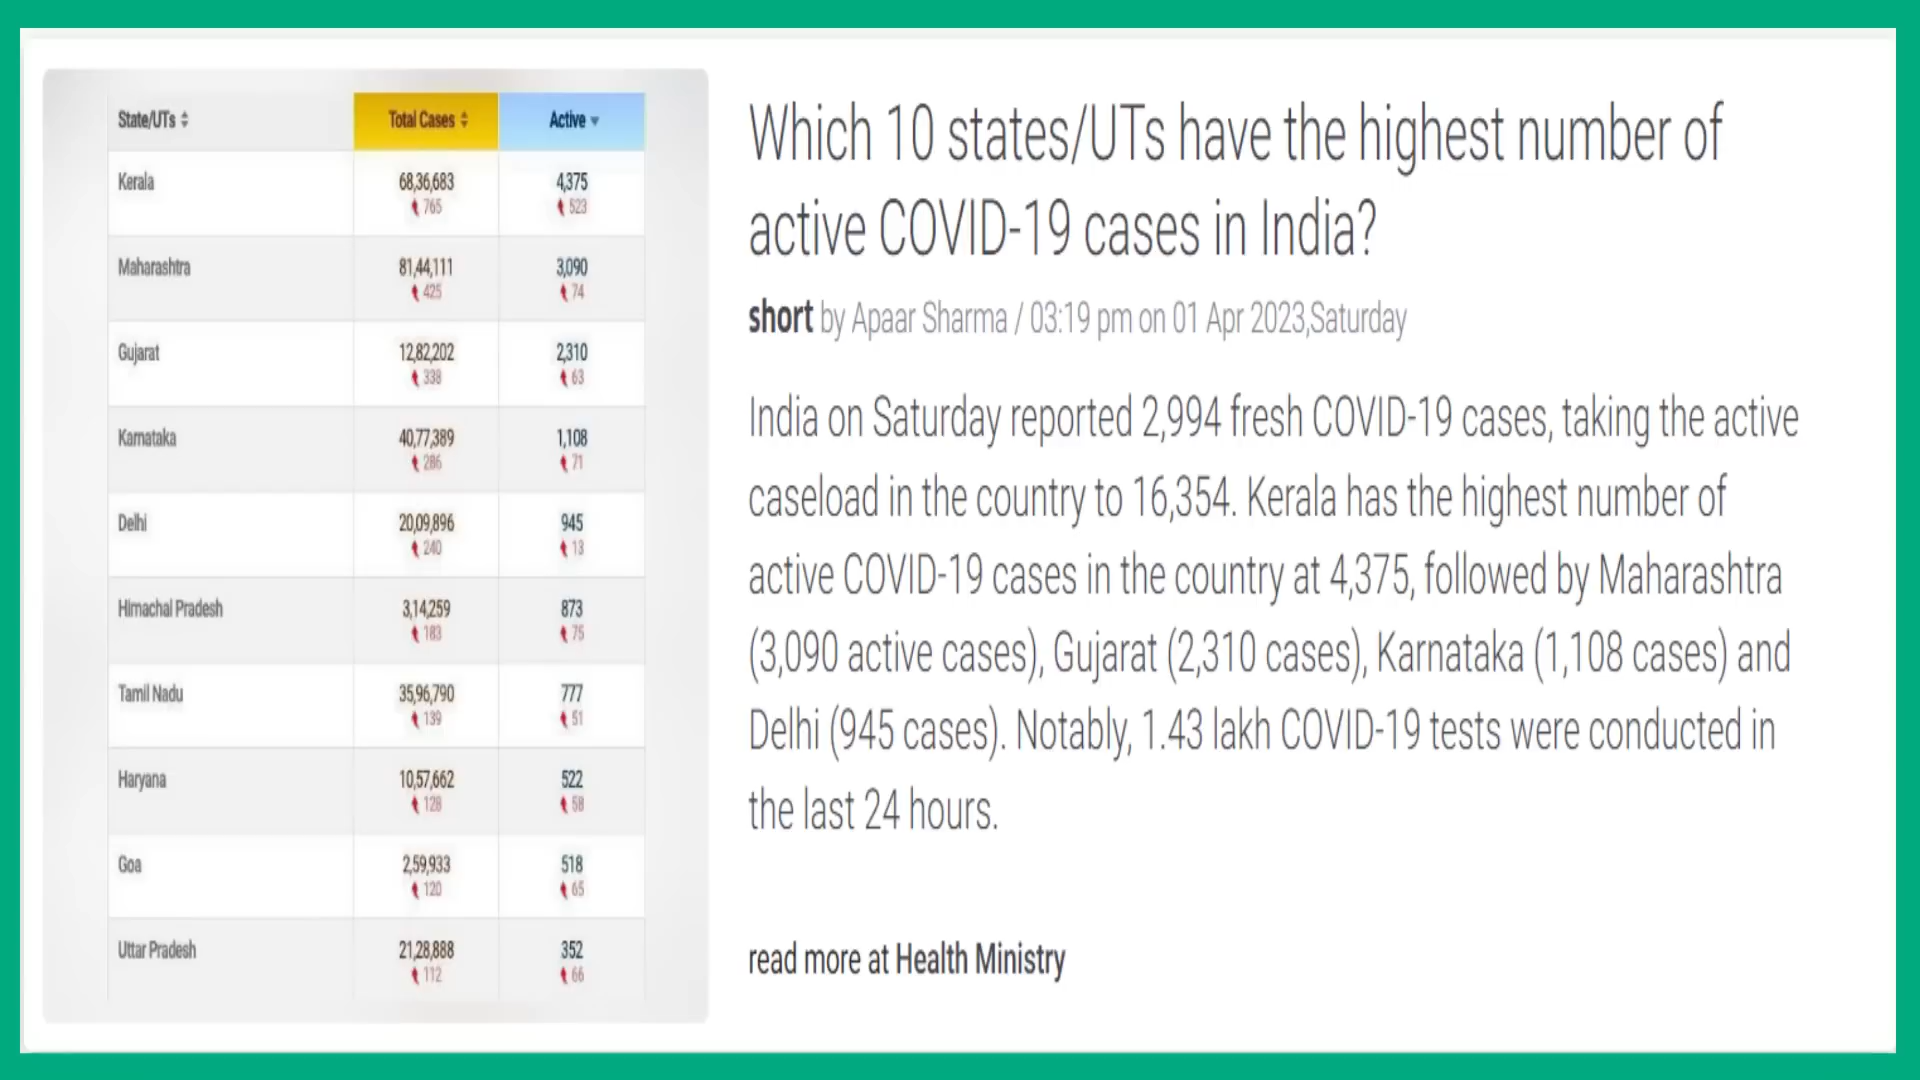 State/UTs Total Cases Active
Kerala 68,36,683 4,375
765 523
Maharashtra 81,44,111 3,090
425 74
Gujarat 12,82,202 2,310
338 63
Karnataka 40,77,389 1,108
286 71
Delhi 20,09,896 945
240 13
Himachal Pradesh 3,14,259 873
183 75
Tamil Nadu 35,96,790 777
139 51
Haryana 10,57,662 522
128 58
Goa 2,59,933 518
120 65
Uttar Pradesh 21,28,888 352
112 66
Which 10 states/UTs have the highest number of
active COVID-19 cases in India?
short by Apaar Sharma / 03:19 pm on 01 Apr 2023,Saturday
India on Saturday reported 2,994 fresh COVID-19 cases, taking the active
caseload in the country to 16,354. Kerala has the highest number of
active COVID-19 cases in the country at 4,375, followed by Maharashtra
(3,090 active cases), Gujarat (2,310 cases), Karnataka (1,108 cases) and
Delhi (945 cases). Notably, 1.43 lakh COVID-19 tests were conducted in
the last 24 hours.
read more at Health Ministry